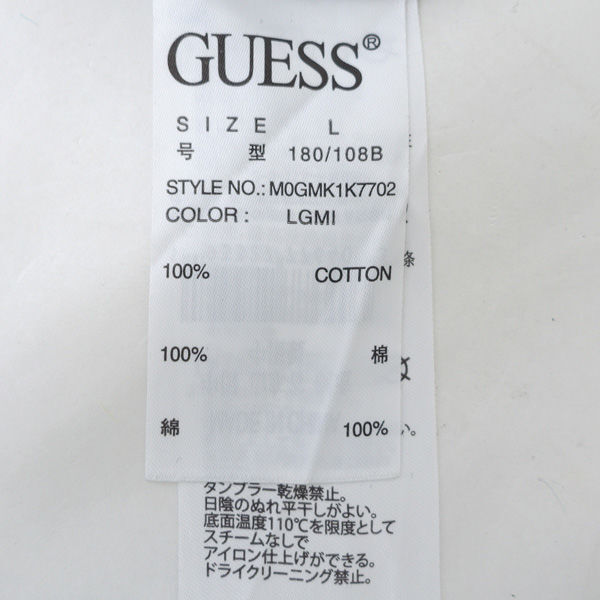 GUESS®
SIZE L
号 型 180/108B
STYLE NO.: M0GMK1K7702
COLOR : LGMI
100% COTTON
條
100% 棉
綿 100%
い。
タンブラー乾燥禁止。
日陰のぬれ平干しがよい。
底面温度110℃を限度として
スチームなしで
アイロン仕上げができる。
ドライクリーニング禁止。